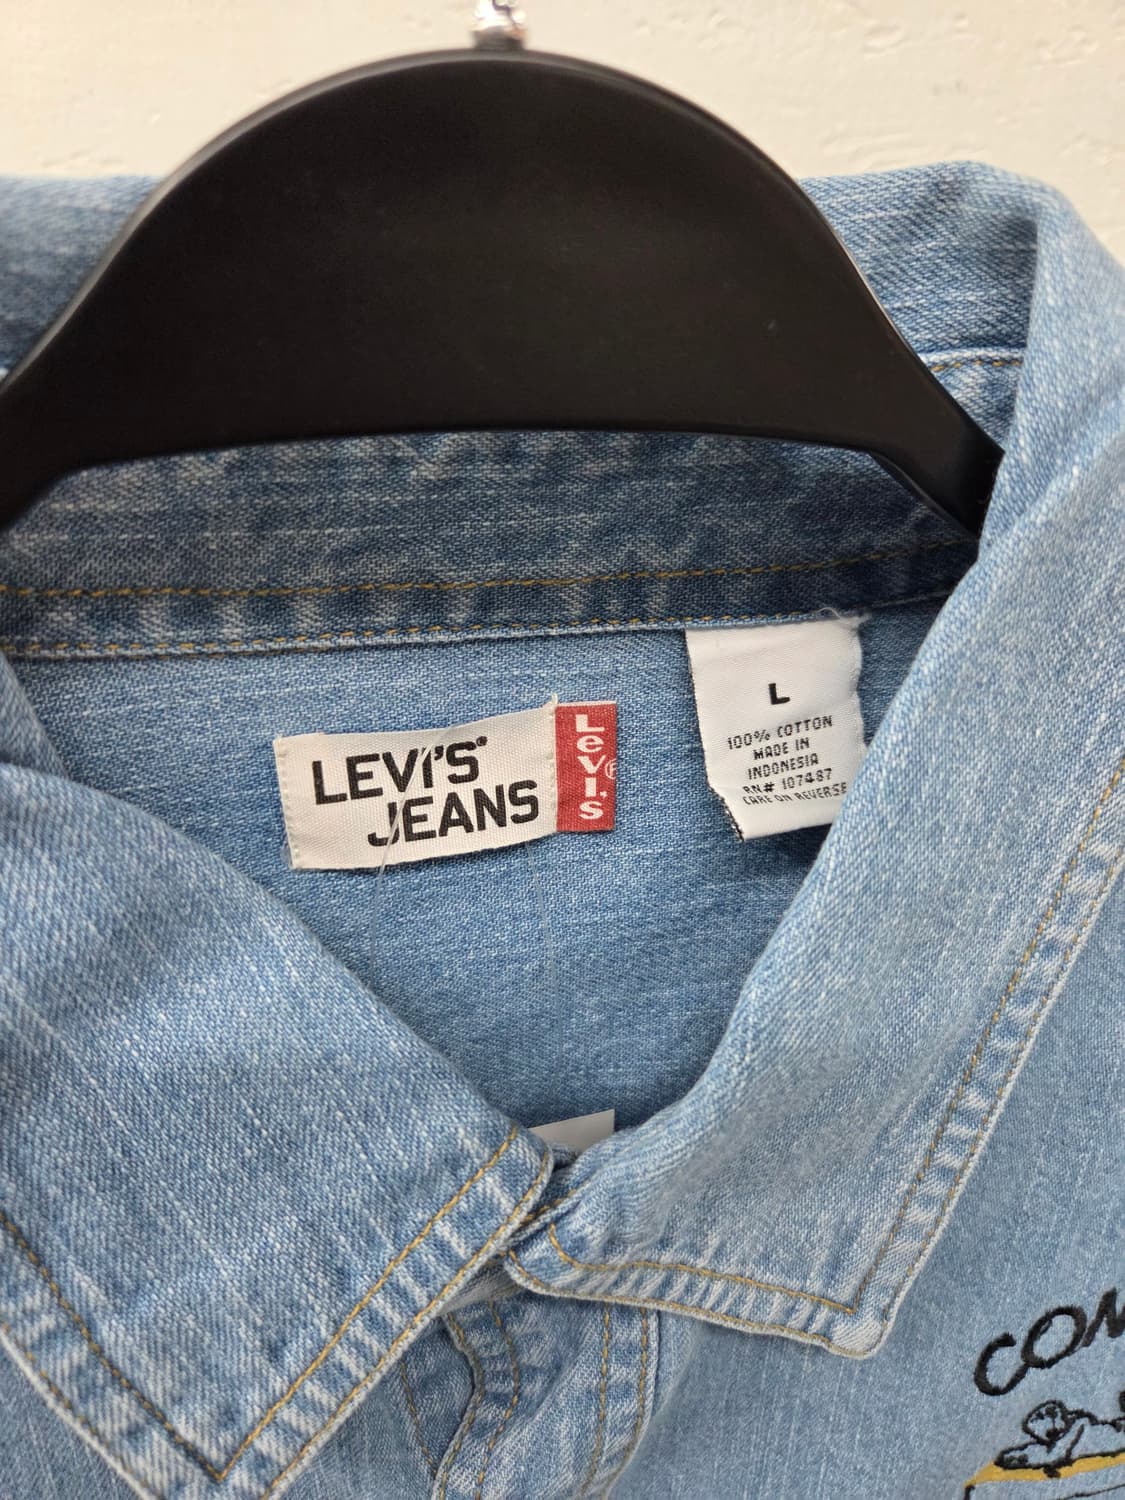 LEVI'S®
JEANS
Levi's®
L
100% COTTON
MADE IN
INDONESIA
RN# 107487
CARE ON REVERSE
COM